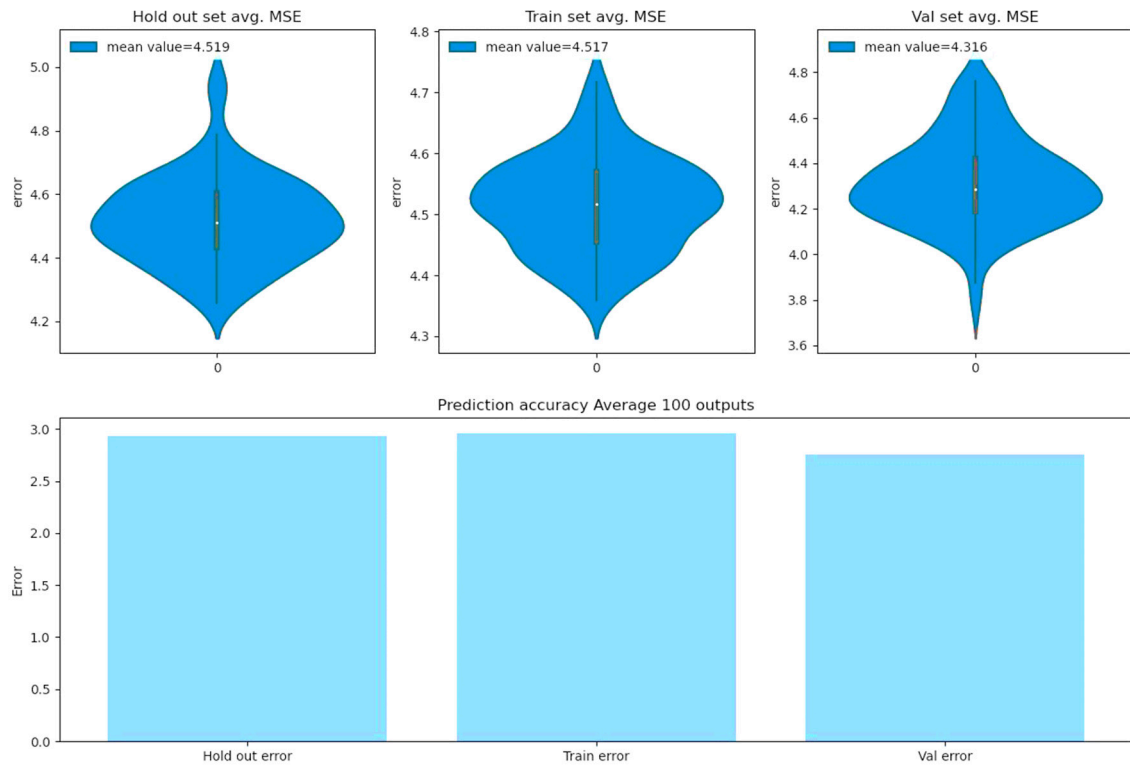 Hold out set avg. MSE
mean value=4.519
5.0
4.8
4.6
4.4
4.2
error
0
Train set avg. MSE
mean value=4.517
4.8
4.7
4.6
4.5
4.4
4.3
error
0
Val set avg. MSE
mean value=4.316
4.8
4.6
4.4
4.2
4.0
3.8
3.6
error
0
Prediction accuracy Average 100 outputs
3.0
2.5
2.0
1.5
1.0
0.5
0.0
Error
Hold out error
Train error
Val error